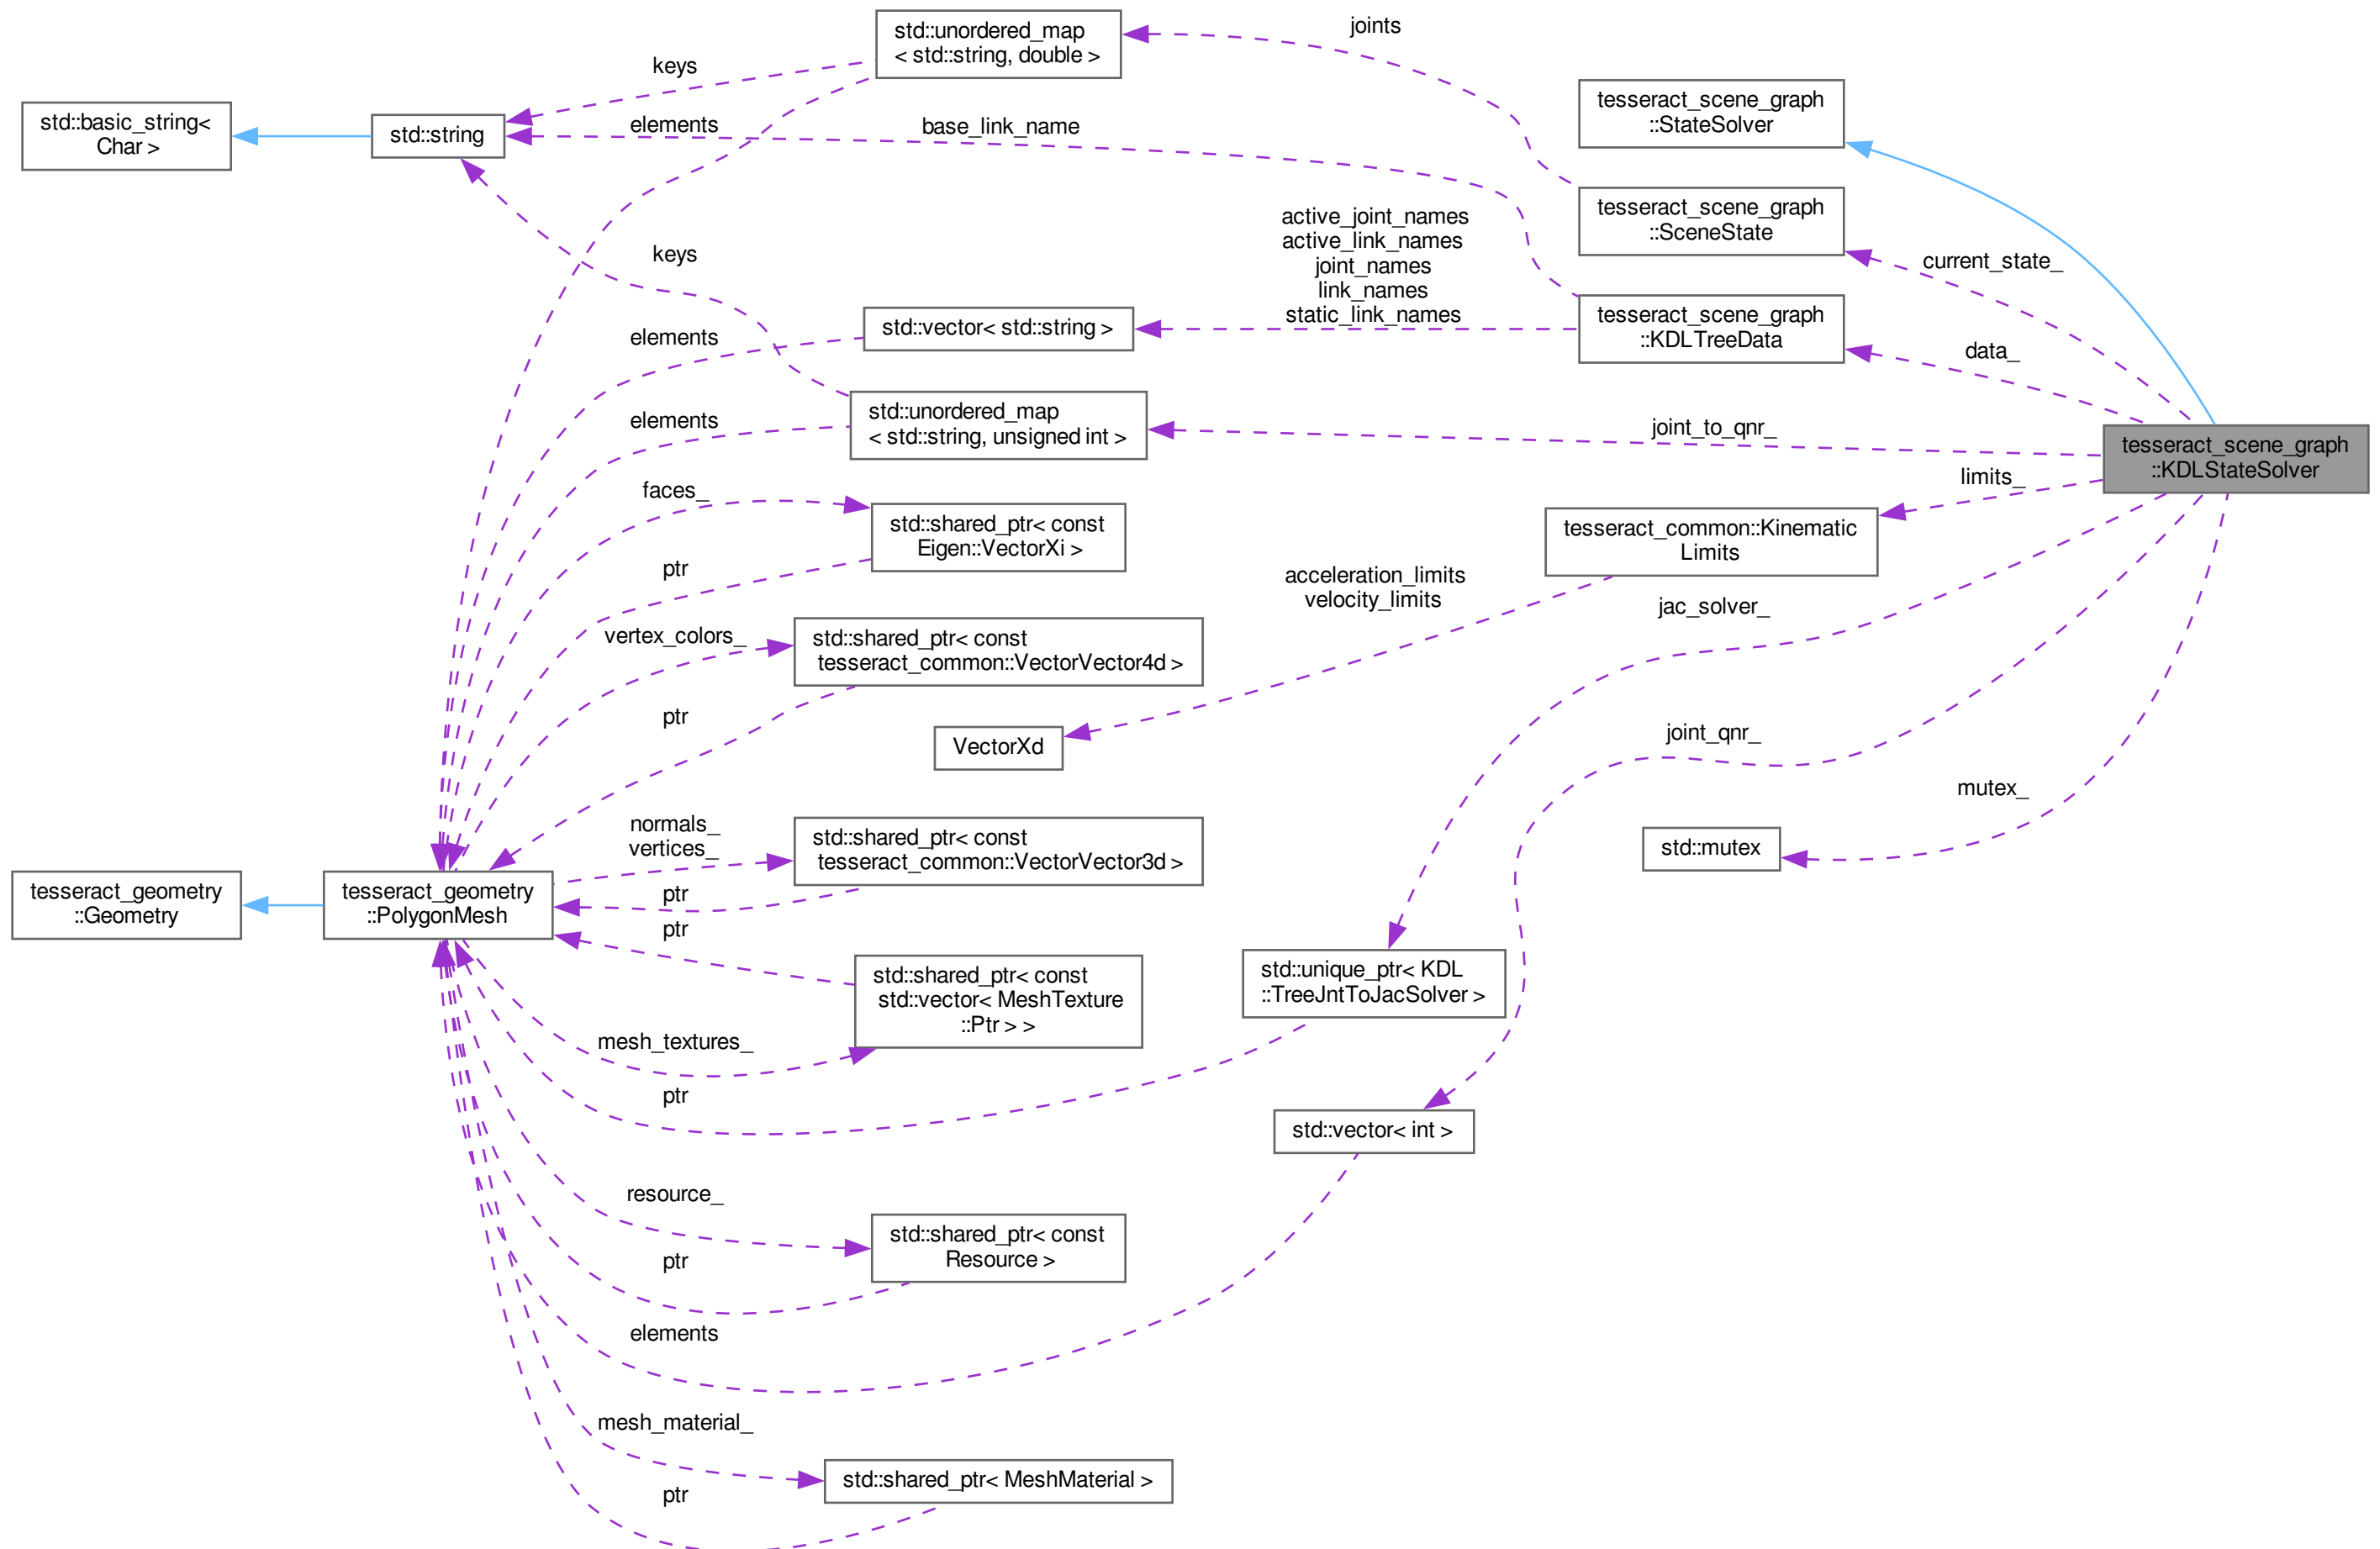 std::unordered_map
< std::string, double >
joints
keys
tesseract_scene_graph
::StateSolver
std::basic_string<
Char >
std::string
elements
base_link_name
tesseract_scene_graph
::SceneState
active_joint_names
active_link_names
joint_names
link_names
static_link_names
keys
current_state_
std::vector< std::string >
tesseract_scene_graph
::KDLTreeData
elements
data_
std::unordered_map
< std::string, unsigned int >
elements
joint_to_qnr_
tesseract_scene_graph
::KDLStateSolver
faces_
limits_
std::shared_ptr< const
Eigen::VectorXi >
tesseract_common::Kinematic
Limits
ptr
acceleration_limits
velocity_limits
jac_solver_
vertex_colors_
std::shared_ptr< const
tesseract_common::VectorVector4d >
ptr
VectorXd
joint_qnr_
mutex_
normals_
vertices_
std::shared_ptr< const
tesseract_common::VectorVector3d >
std::mutex
tesseract_geometry
::Geometry
tesseract_geometry
::PolygonMesh
ptr
ptr
std::shared_ptr< const
std::vector< MeshTexture
::Ptr > >
std::unique_ptr< KDL
::TreeJntToJacSolver >
mesh_textures_
ptr
std::vector< int >
resource_
std::shared_ptr< const
Resource >
ptr
elements
mesh_material_
std::shared_ptr< MeshMaterial >
ptr